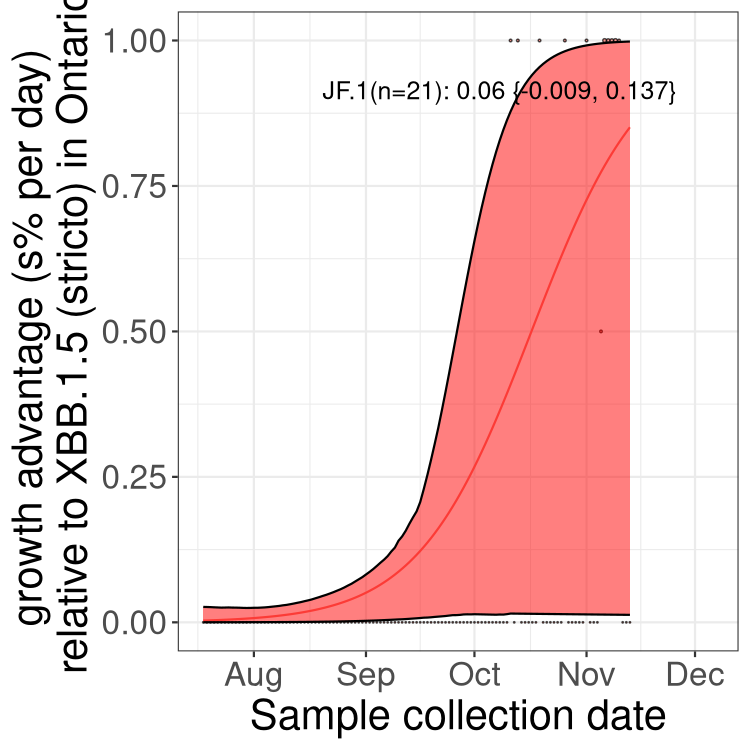 growth advantage (s% per day)
relative to XBB.1.5 (stricto) in Ontario
1.00
0.75
0.50
0.25
0.00
JF.1(n=21): 0.06 {-0.009, 0.137}
Aug Sep Oct Nov Dec
Sample collection date